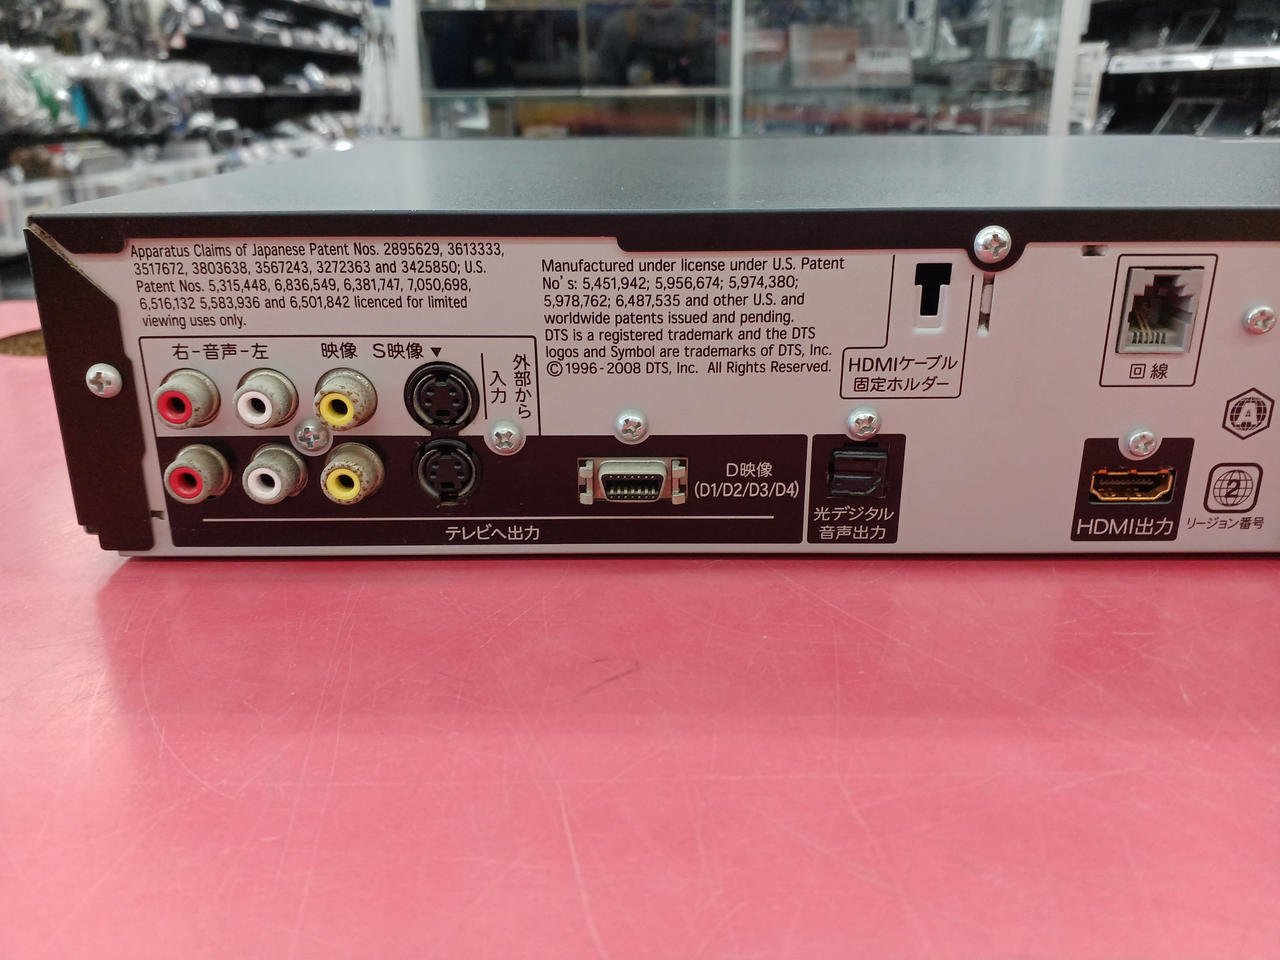 Apparatus Claims of Japanese Patent Nos. 2895629, 3613333,
3517672, 3803638, 3567243, 3272363 and 3425850; U.S.
Patent Nos. 5,315,448, 6,836,549, 6,381,747, 7,050,698,
6,516,132 5,583,936 and 6,501,842 licenced for limited
viewing uses only.
Manufactured under license under U.S. Patent
No's: 5,451,942; 5,956,674; 5,974,380;
5,978,762; 6,487,535 and other U.S. and
worldwide patents issued and pending.
DTS is a registered trademark and the DTS
logos and Symbol are trademarks of DTS, Inc.
©1996-2008 DTS, Inc. All Rights Reserved.
右-音声-左
映像
S映像▼
外部から
入力
テレビへ出力
D映像
(D1/D2/D3/D4)
光デジタル
音声出力
HDMIケーブル
固定ホルダー
回線
HDMI出力
A
2
リージョン番号